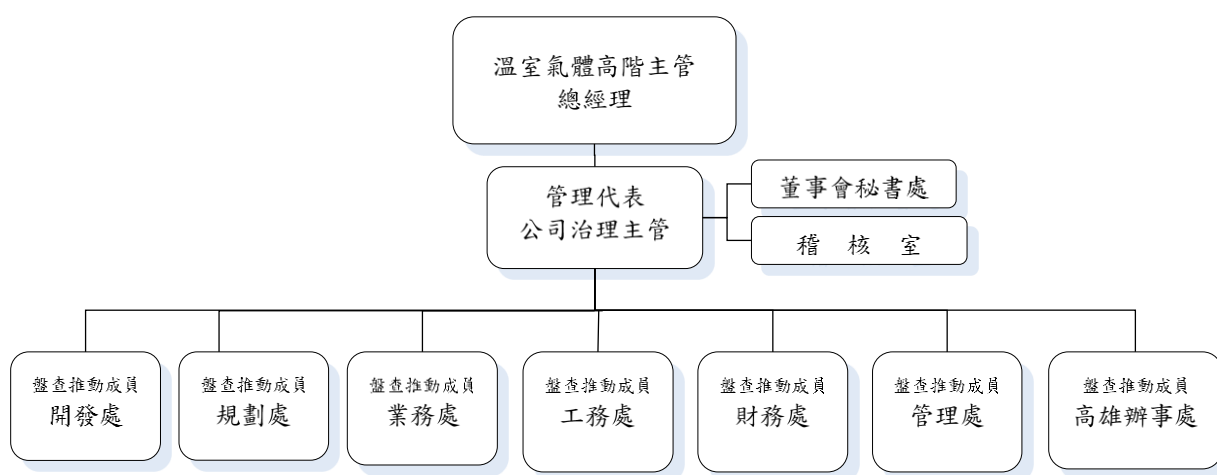 溫室氣體高階主管
總經理
管理代表
公司治理主管
董事會秘書處
稽 核 室
盤查推動成員
開發處
盤查推動成員
規劃處
盤查推動成員
業務處
盤查推動成員
工務處
盤查推動成員
財務處
盤查推動成員
管理處
盤查推動成員
高雄辦事處